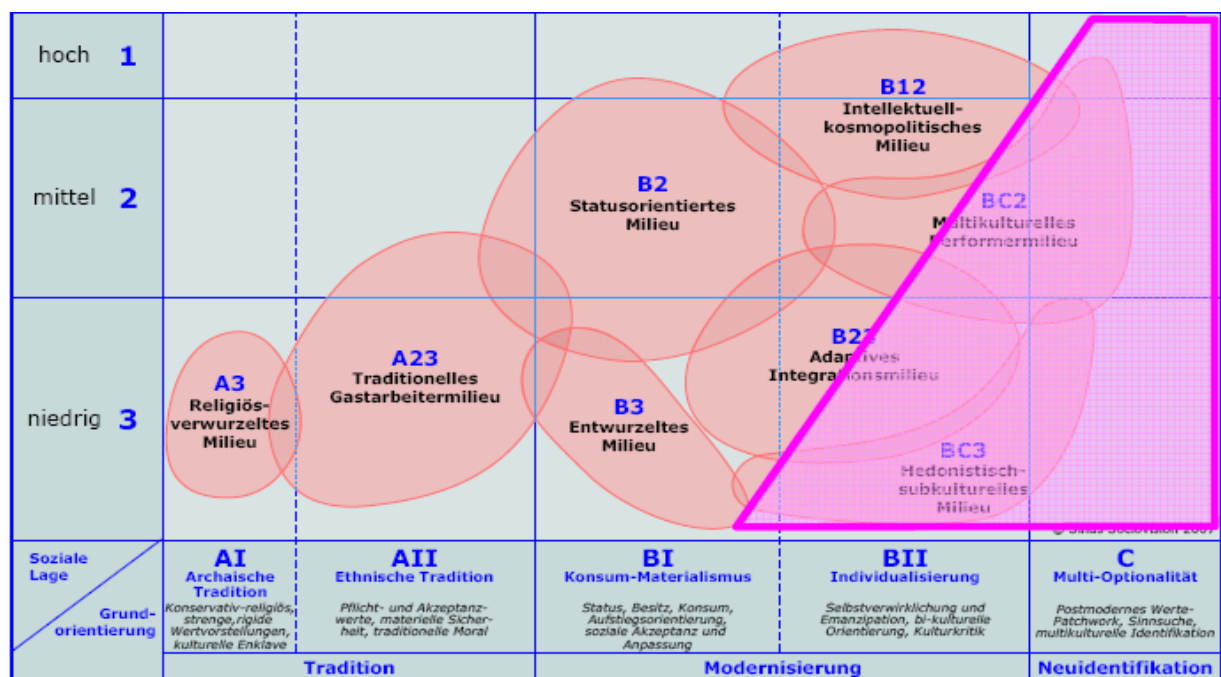 hoch 1
mittel 2
niedrig 3
B12
Intellektuell-
kosmopolitisches
Milieu
B2
Statusorientiertes
Milieu
BC2
Multikulturelles
Performermilieu
A23
Traditionelles
Gastarbeitermilieu
B23
Adaptives
Integrationsmilieu
A3
Religiös-
verwurzeltes
Milieu
B3
Entwurzeltes
Milieu
BC3
Hedonistisch-
subkulturelles
Milieu
© Sinus Sociovision 2007
Soziale
Lage
Grund-
orientierung
AI
Archaische
Tradition
Konservativ-religiös,
strenge,rigide
Wertvorstellungen,
kulturelle Enklave
AII
Ethnische Tradition
Pflicht- und Akzeptanz-
werte, materielle Sicher-
heit, traditionelle Moral
BI
Konsum-Materialismus
Status, Besitz, Konsum,
Aufstiegsorientierung,
soziale Akzeptanz und
Anpassung
BII
Individualisierung
Selbstverwirklichung und
Emanzipation, bi-kulturelle
Orientierung, Kulturkritik
C
Multi-Optionalität
Postmodernes Werte-
Patchwork, Sinnsuche,
multikulturelle Identifikation
Tradition
Modernisierung
Neuidentifikation